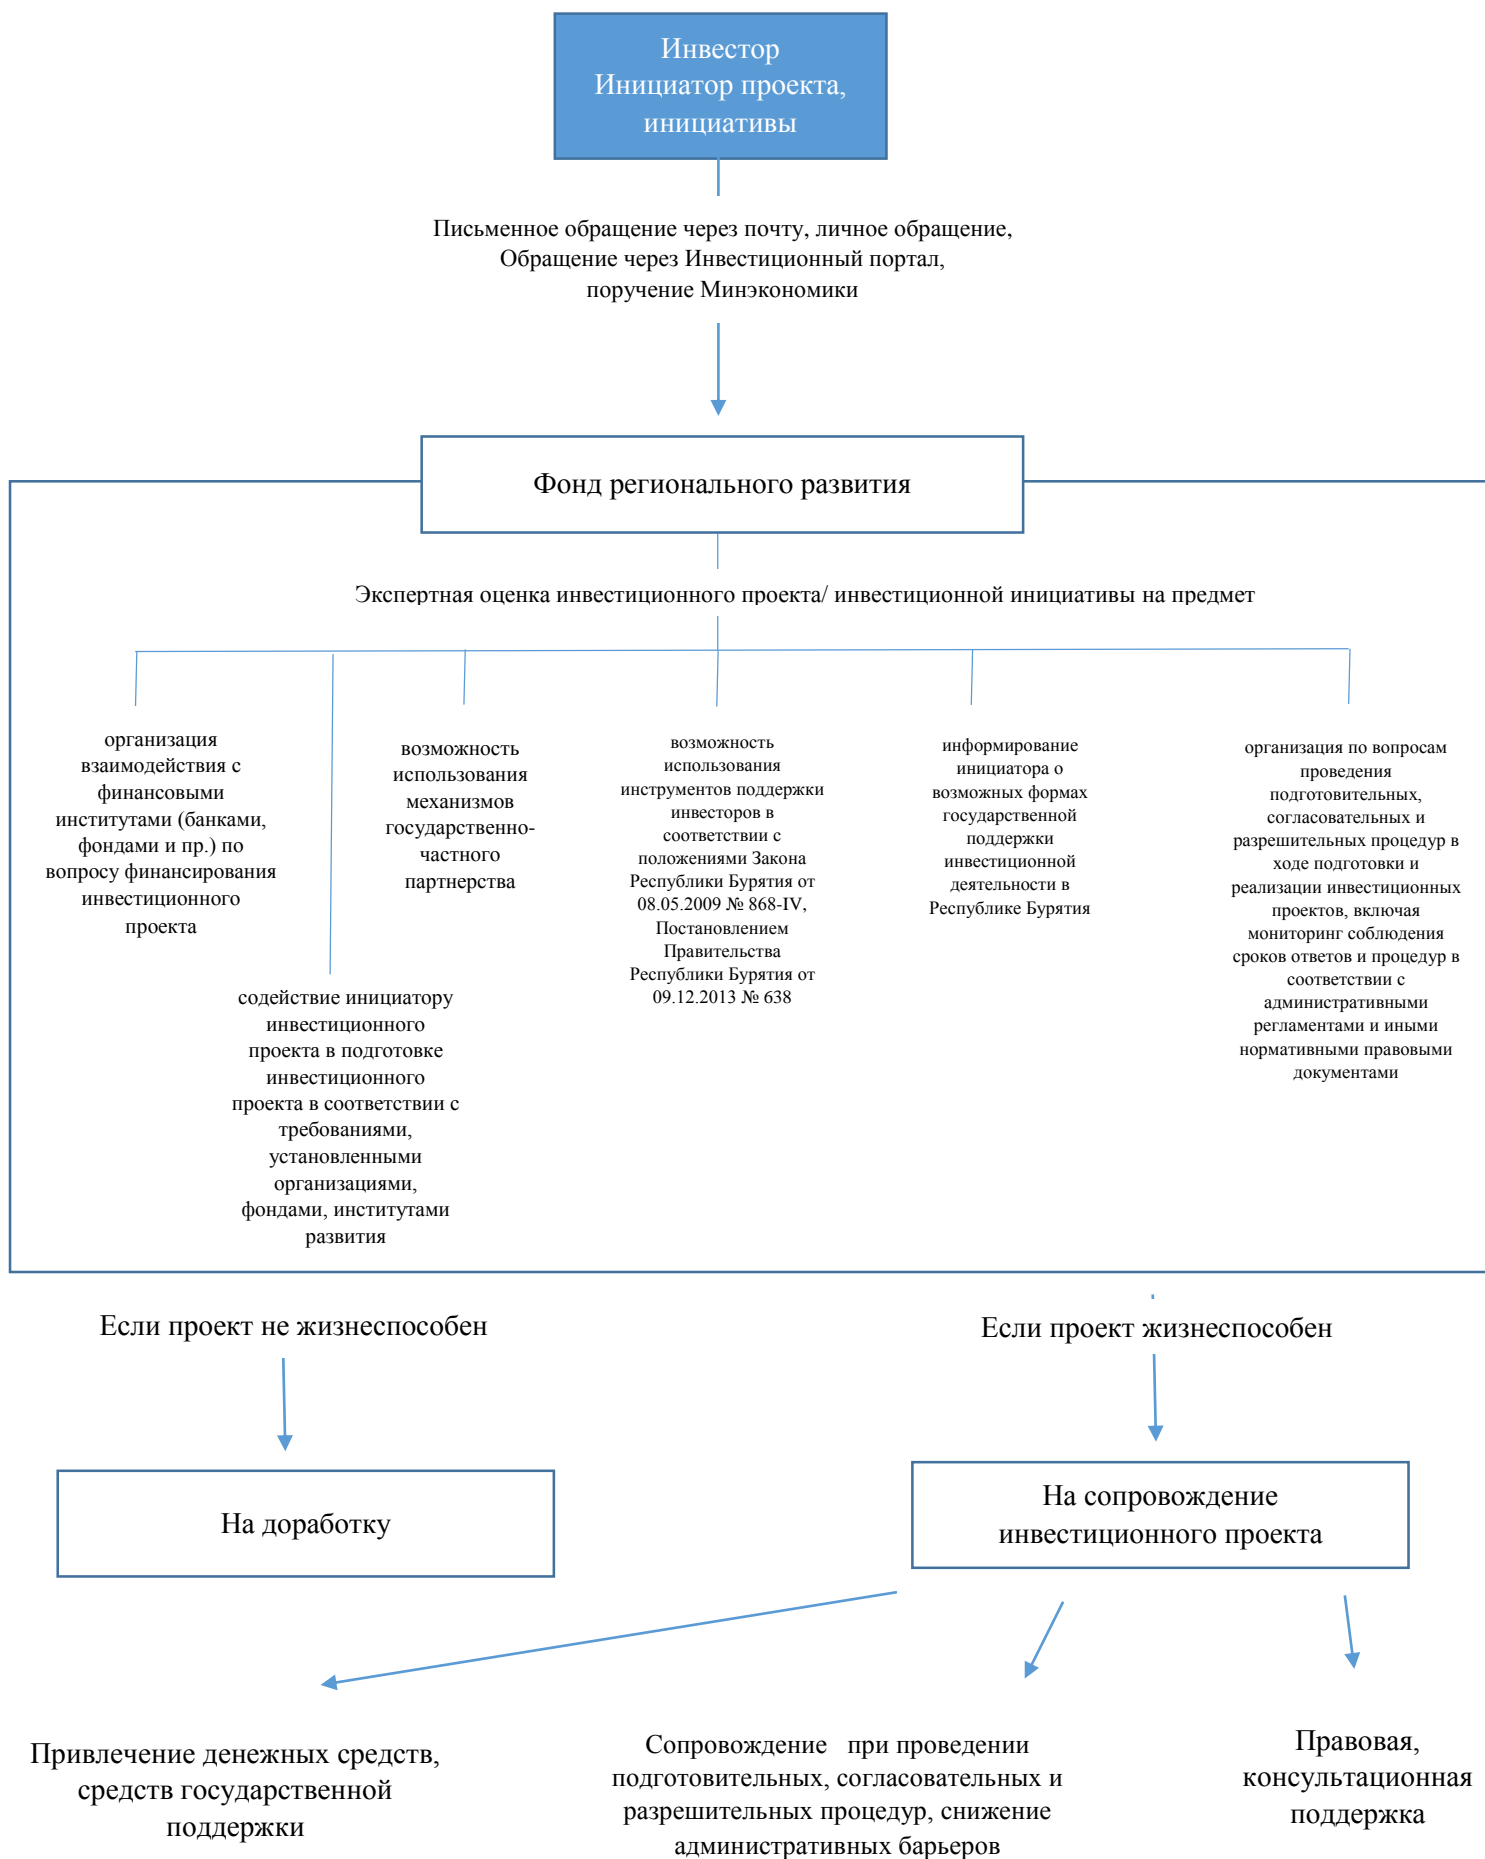 Инвестор
Инициатор проекта,
инициативы
Письменное обращение через почту, личное обращение,
Обращение через Инвестиционный портал,
поручение Минэкономики
Фонд регионального развития
Экспертная оценка инвестиционного проекта/ инвестиционной инициативы на предмет
организация
взаимодействия с
финансовыми
институтами (банками,
фондами и пр.) по
вопросу финансирования
инвестиционного
проекта
содействие инициатору
инвестиционного
проекта в подготовке
инвестиционного
проекта в соответствии с
требованиями,
установленными
организациями,
фондами, институтами
развития
возможность
использования
механизмов
государственно-
частного
партнерства
возможность
использования
инструментов поддержки
инвесторов в
соответствии с
положениями Закона
Республики Бурятия от
08.05.2009 № 868-IV,
Постановлением
Правительства
Республики Бурятия от
09.12.2013 № 638
информирование
инициатора о
возможных формах
государственной
поддержки
инвестиционной
деятельности в
Республике Бурятия
организация по вопросам
проведения
подготовительных,
согласовательных и
разрешительных процедур в
ходе подготовки и
реализации инвестиционных
проектов, включая
мониторинг соблюдения
сроков ответов и процедур в
соответствии с
административными
регламентами и иными
нормативными правовыми
документами
Если проект не жизнеспособен
Если проект жизнеспособен
На доработку
На сопровождение
инвестиционного проекта
Привлечение денежных средств,
средств государственной
поддержки
Сопровождение при проведении
подготовительных, согласовательных и
разрешительных процедур, снижение
административных барьеров
Правовая,
консультационная
поддержка